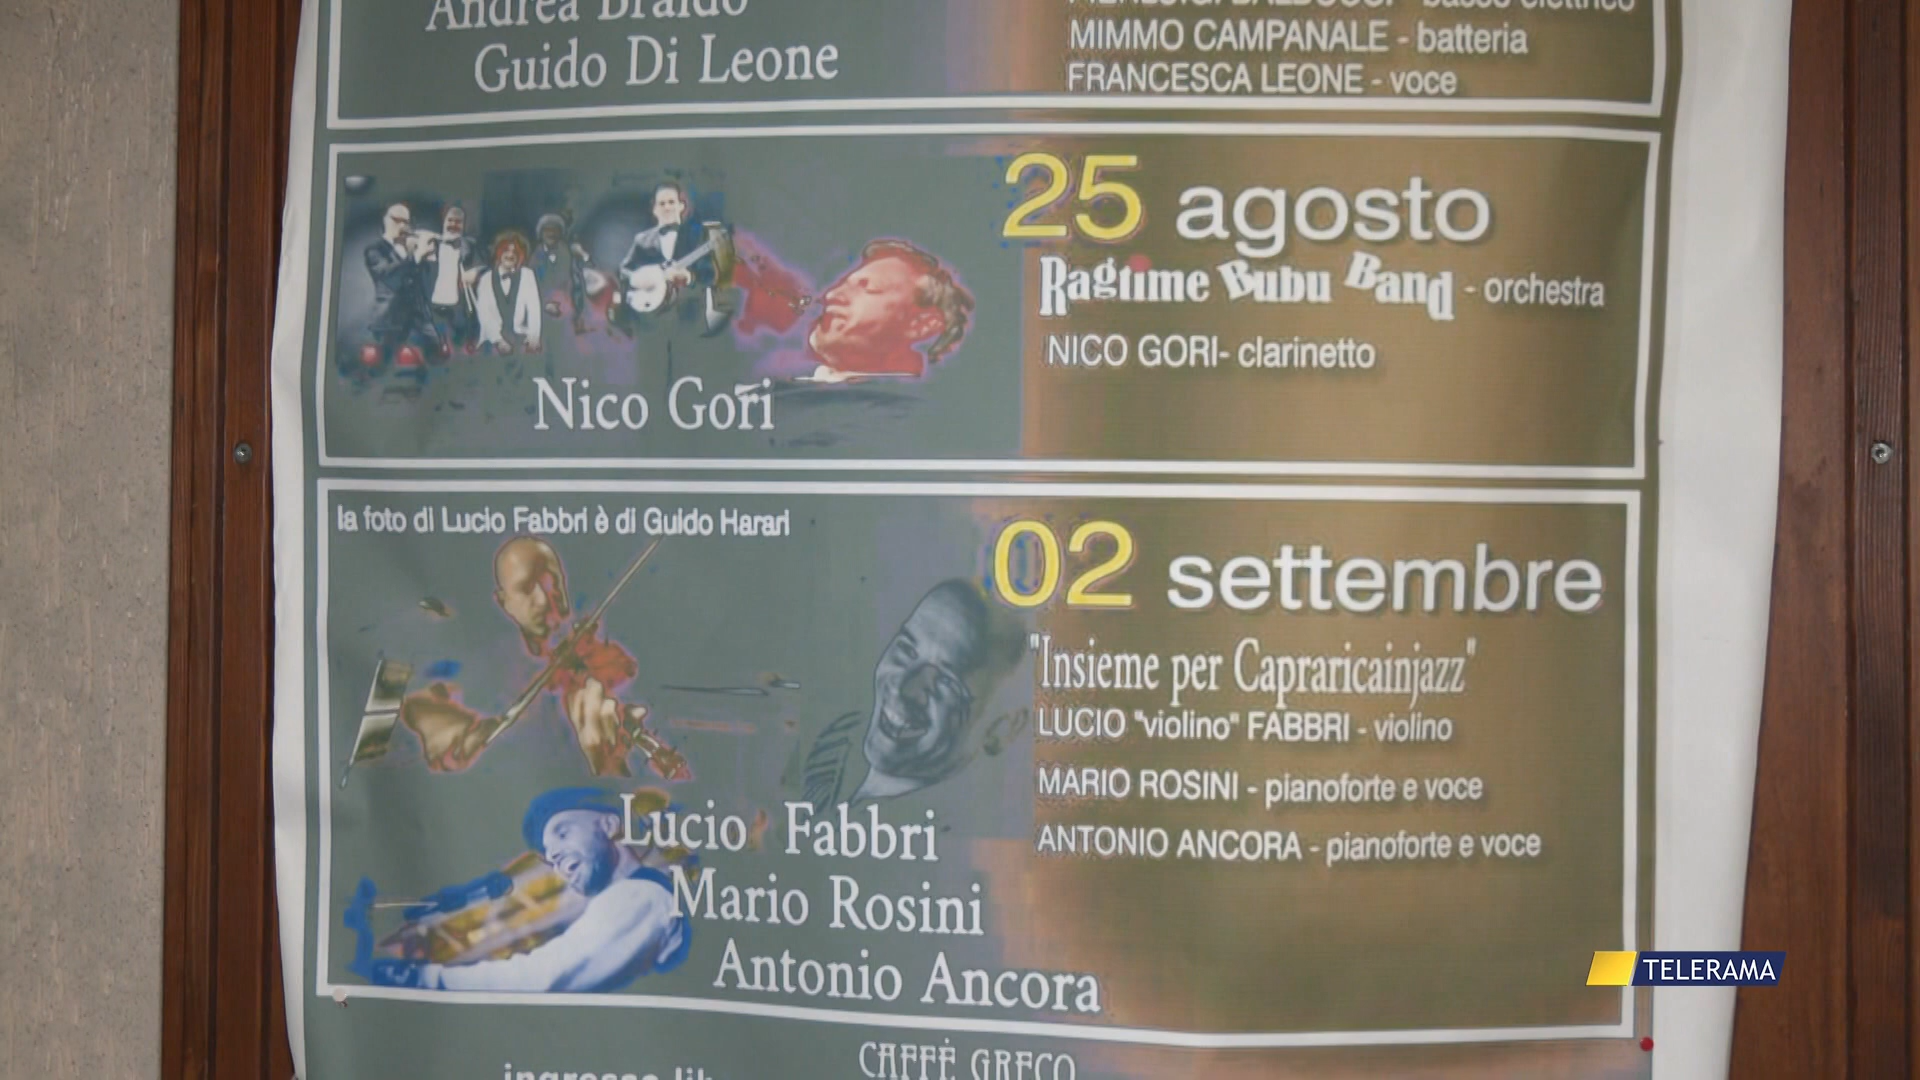 Guido Di Leone
MIMMO CAMPANALE - batteria
FRANCESCA LEONE - voce
25 agosto
Ragtime Bubu Band - orchestra
NICO GORI- clarinetto
Nico Gori
la foto di Lucio Fabbri è di Guido Harari
02 settembre
"Insieme per Capraricainjazz"
LUCIO "violino" FABBRI - violino
MARIO ROSINI - pianoforte e voce
ANTONIO ANCORA - pianoforte e voce
Lucio Fabbri
Mario Rosini
Antonio Ancora
TELERAMA
CAFFÈ GRECO